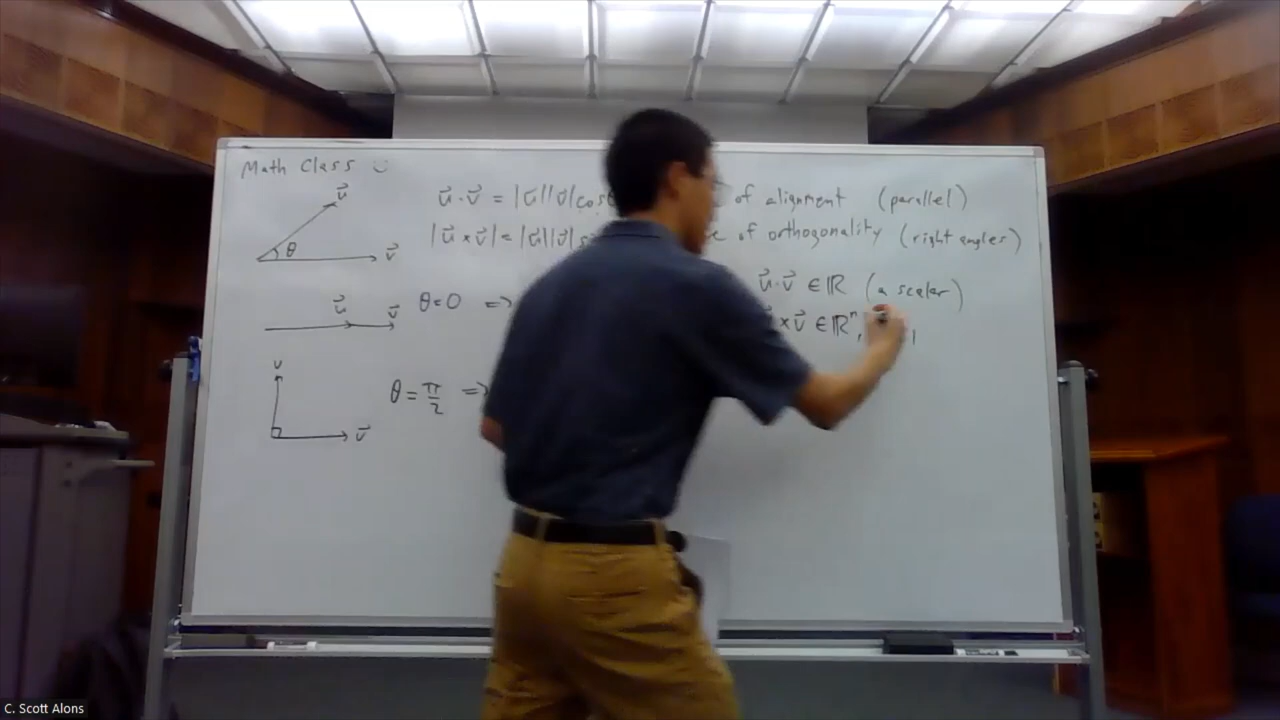 Math Class
u⃗
θ
v⃗
u⃗ · v⃗ = |u⃗||v⃗|cos of alignment (parallel)
|u⃗ × v⃗| = |u⃗||v⃗| of orthogonality (right angles)
u⃗ v⃗ θ = 0 ⇒
u⃗ · v⃗ ∈ ℝ (a scalar)
× v⃗ ∈ ℝⁿ,
v⃗ θ = π/2 ⇒
C. Scott Alons